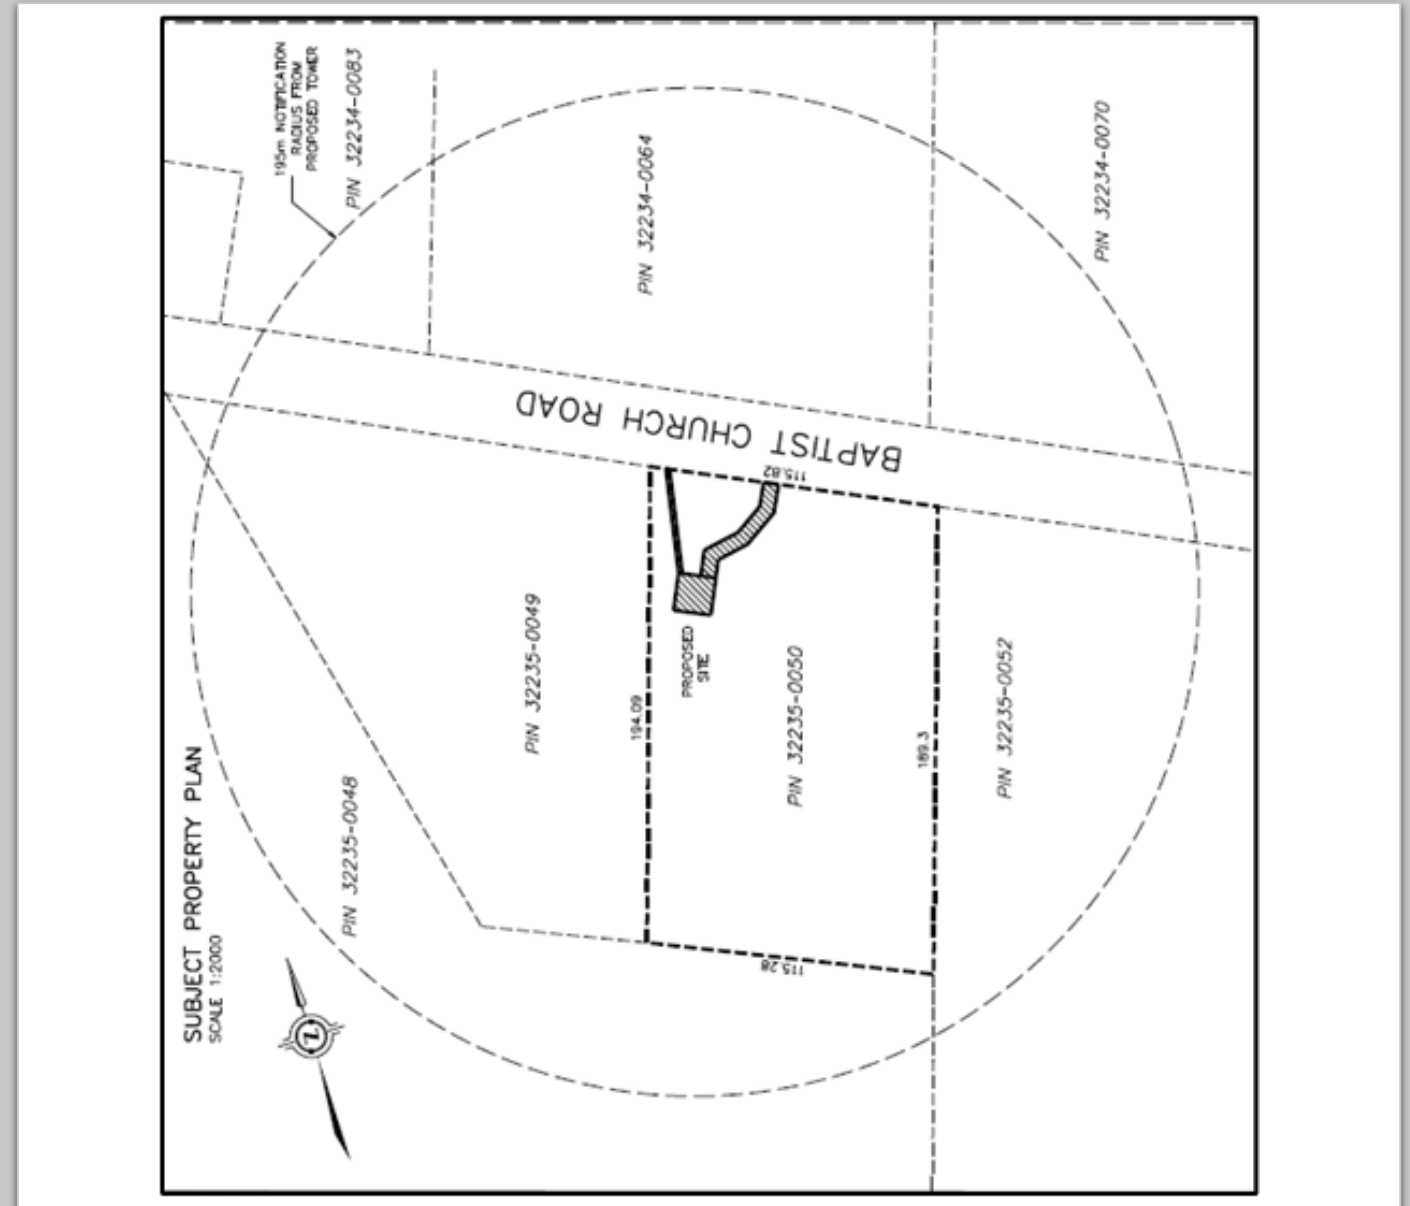 195m NOTIFICATION
RADIUS FROM
PROPOSED TOWER
PIN 32234-0083
PIN 32234-0064
PIN 32234-0070
BAPTIST CHURCH ROAD
115.82
PIN 32235-0049
194.09
PROPOSED
SITE
PIN 32235-0050
189.3
PIN 32235-0052
PIN 32235-0048
115.28
SUBJECT PROPERTY PLAN
SCALE 1:2000